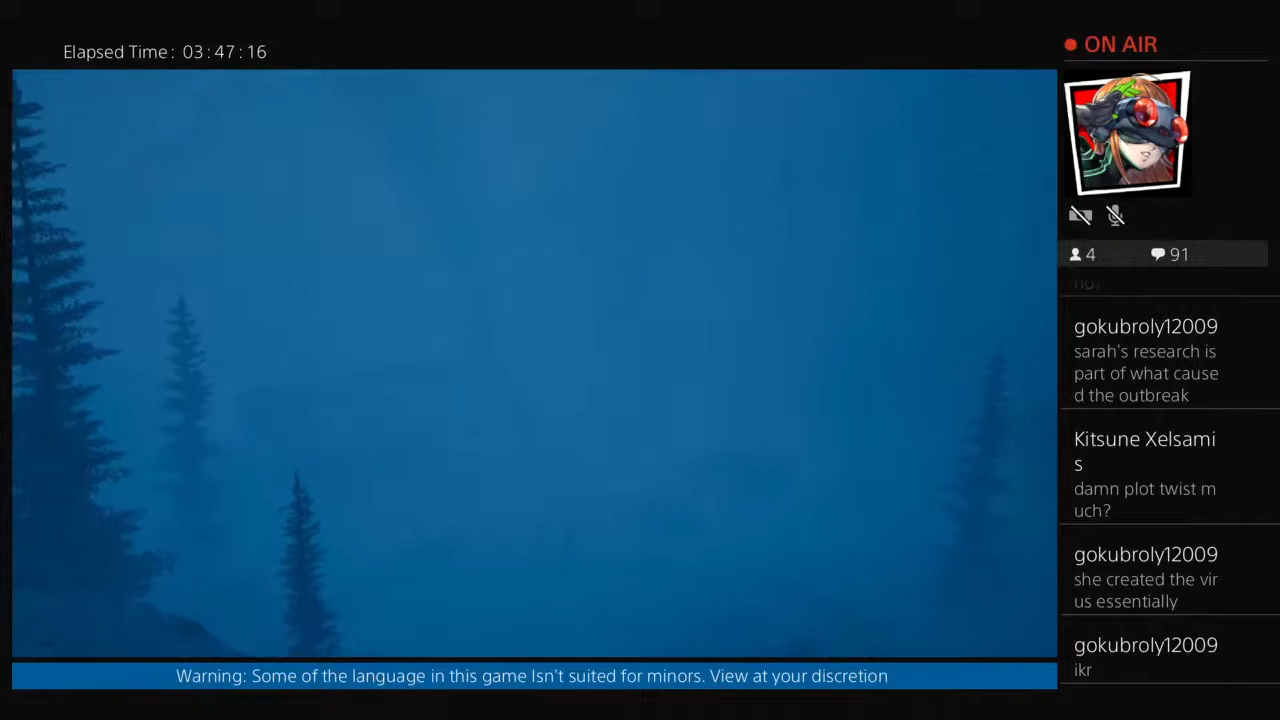 Elapsed Time: 03:47:16
ON AIR
4 91
gokubroly12009
sarah's research is
part of what cause
d the outbreak
Kitsune Xelsami
s
damn plot twist m
uch?
gokubroly12009
she created the vir
us essentially
gokubroly12009
ikr
Warning: Some of the language in this game Isn't suited for minors. View at your discretion